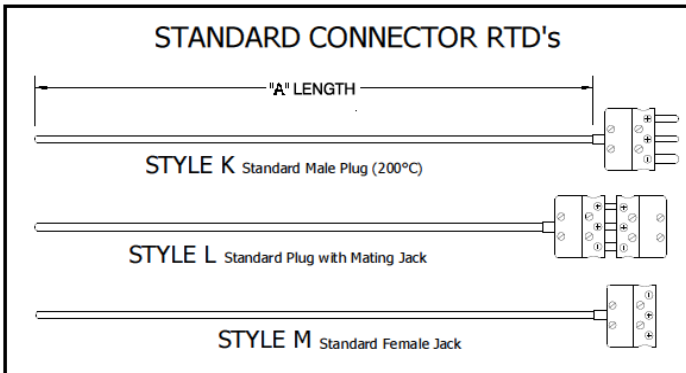 STANDARD CONNECTOR RTD's
"A" LENGTH
STYLE K Standard Male Plug (200°C)
STYLE L Standard Plug with Mating Jack
STYLE M Standard Female Jack